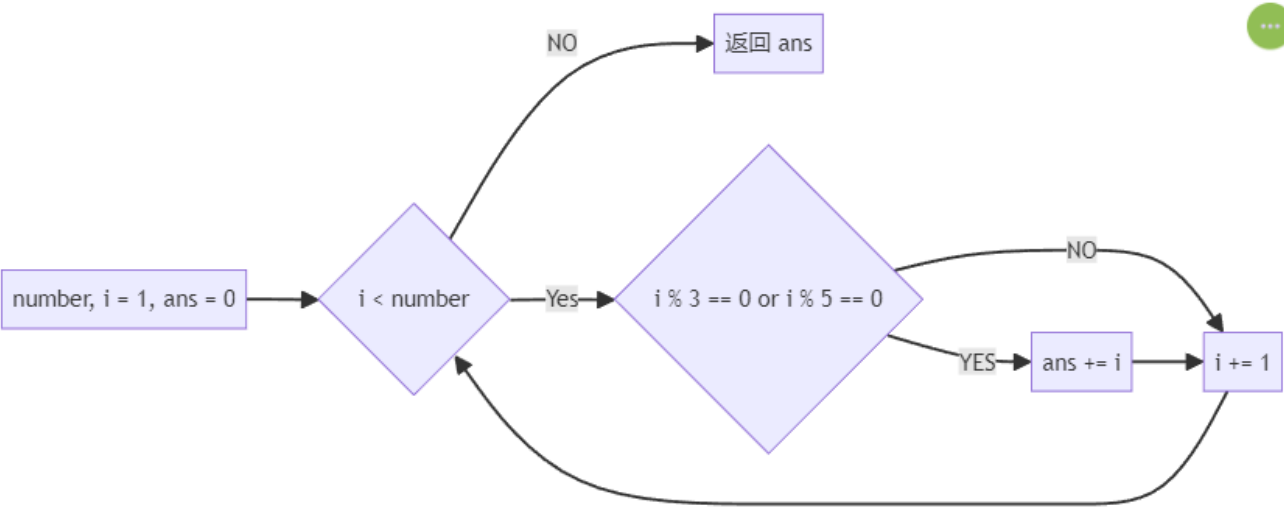 NO
返回 ans
number, i = 1, ans = 0
i < number
Yes
i % 3 == 0 or i % 5 == 0
NO
YES
ans += i
i += 1